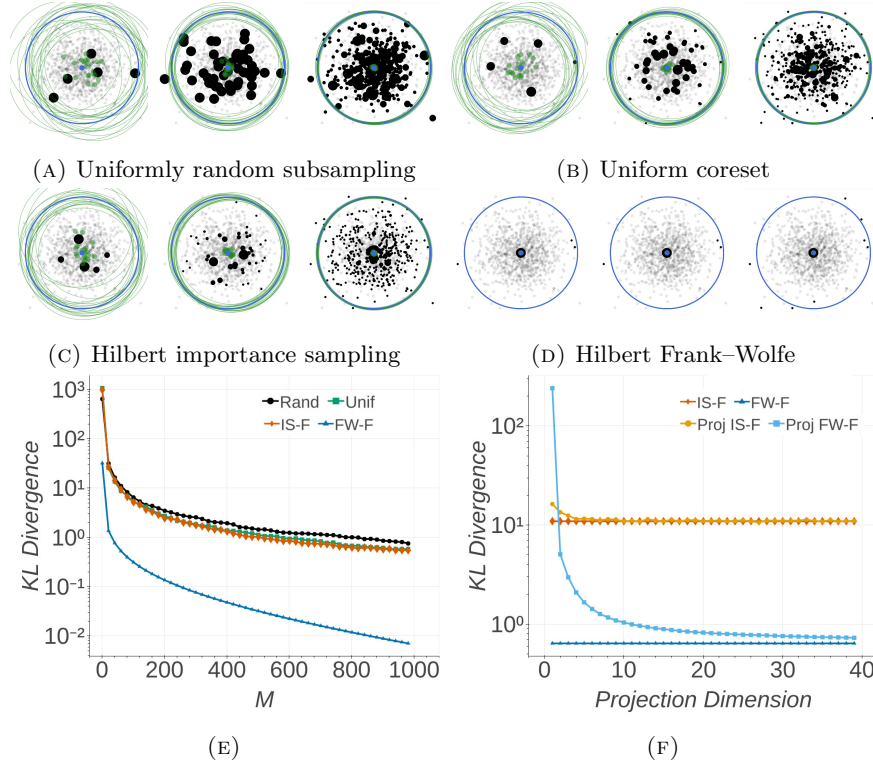 (A) Uniformly random subsampling
(B) Uniform coreset
(C) Hilbert importance sampling
(D) Hilbert Frank–Wolfe
KL Divergence
10³
10²
10¹
10⁰
10⁻¹
10⁻²
Rand Unif
IS-F FW-F
0 200 400 600 800 1000
M
(E)
KL Divergence
10²
10¹
10⁰
IS-F FW-F
Proj IS-F Proj FW-F
0 10 20 30 40
Projection Dimension
(F)